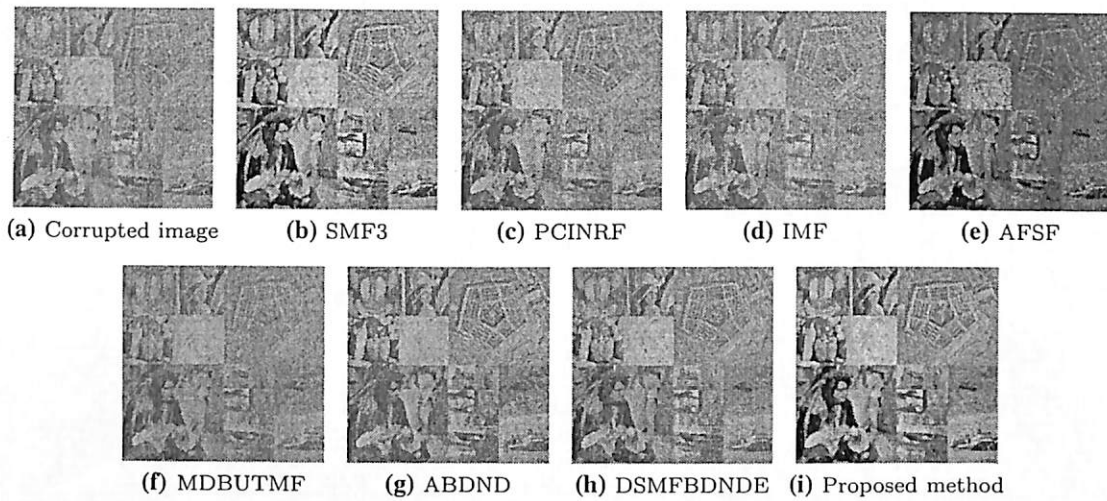 (a) Corrupted image (b) SMF3 (c) PCINRF (d) IMF (e) AFSF
(f) MDBUTMF (g) ABDND (h) DSMFBDNDE (i) Proposed method